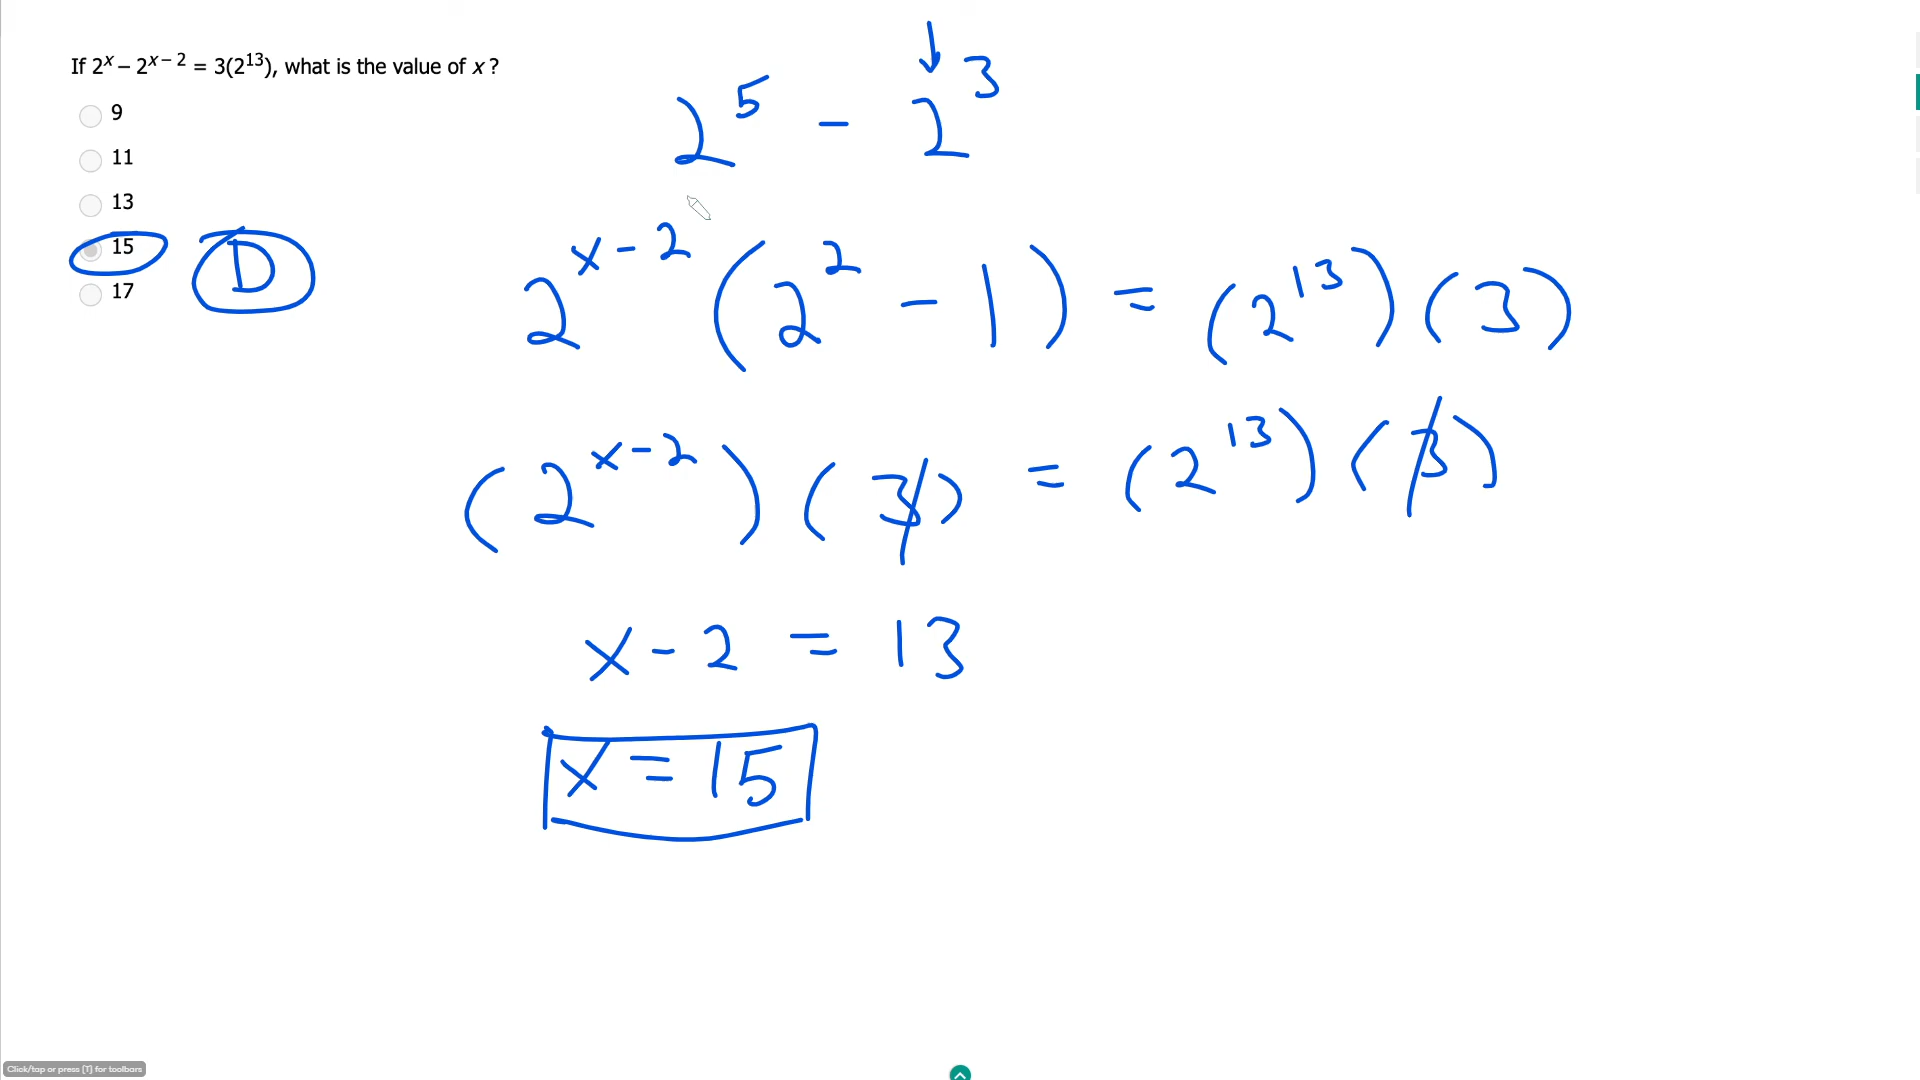 If 2^x – 2^(x – 2) = 3(2^13), what is the value of x ?
9
11
13
15
17
D
2^5 - 2^3
2^(x-2) (2^2 - 1) = (2^13)(3)
(2^(x-2))(3) = (2^13)(3)
x - 2 = 13
x = 15
Click/tap or press [T] for toolbars